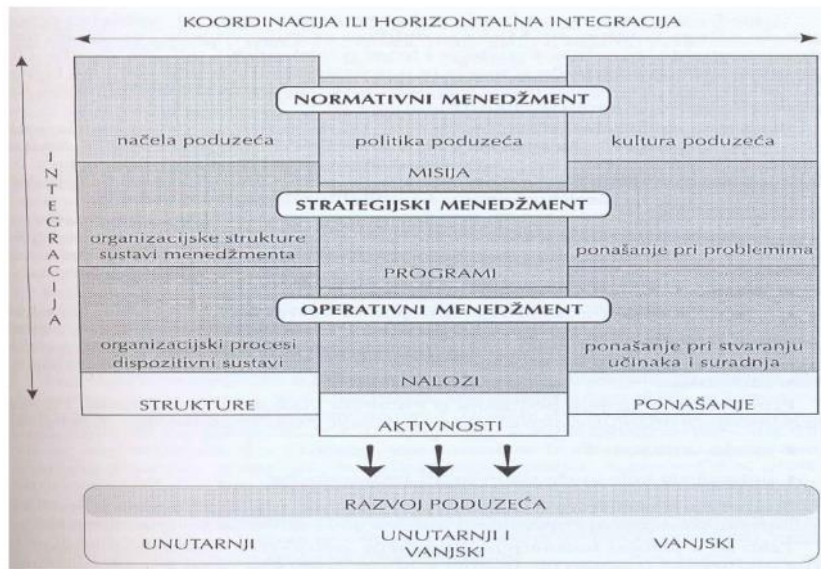 KOORDINACIJA ILI HORIZONTALNA INTEGRACIJA
INTEGRACIJA
NORMATIVNI MENEDŽMENT
načela poduzeća
politika poduzeća
kultura poduzeća
MISIJA
STRATEGIJSKI MENEDŽMENT
organizacijske strukture
sustavi menedžmenta
ponašanje pri problemima
PROGRAMI
OPERATIVNI MENEDŽMENT
organizacijski procesi
dispozitivni sustavi
ponašanje pri stvaranju
učinaka i suradnja
NALOZI
STRUKTURE
AKTIVNOSTI
PONAŠANJE
RAZVOJ PODUZEĆA
UNUTARNJI
UNUTARNJI I
VANJSKI
VANJSKI